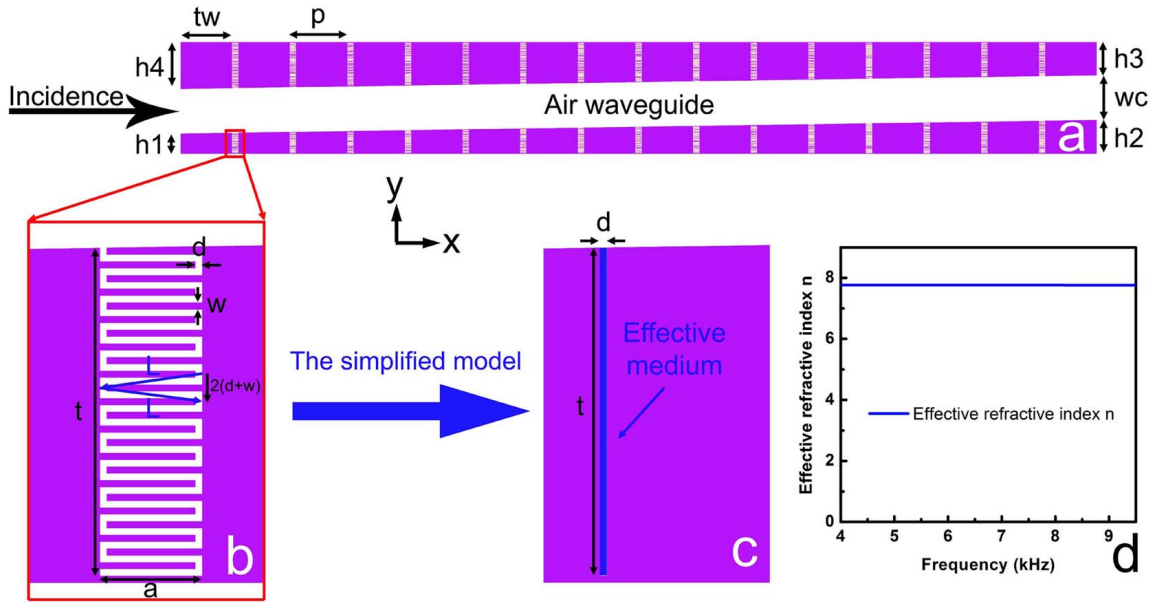 tw
p
h4
h3
Incidence
Air waveguide
wc
h1
a
h2
y
x
d
w
L
2(d+w)
t
L
b
a
The simplified model
d
Effective
medium
t
c
Effective refractive index n
8
6
4
2
0
Effective refractive index n
4
5
6
7
8
9
Frequency (kHz)
d